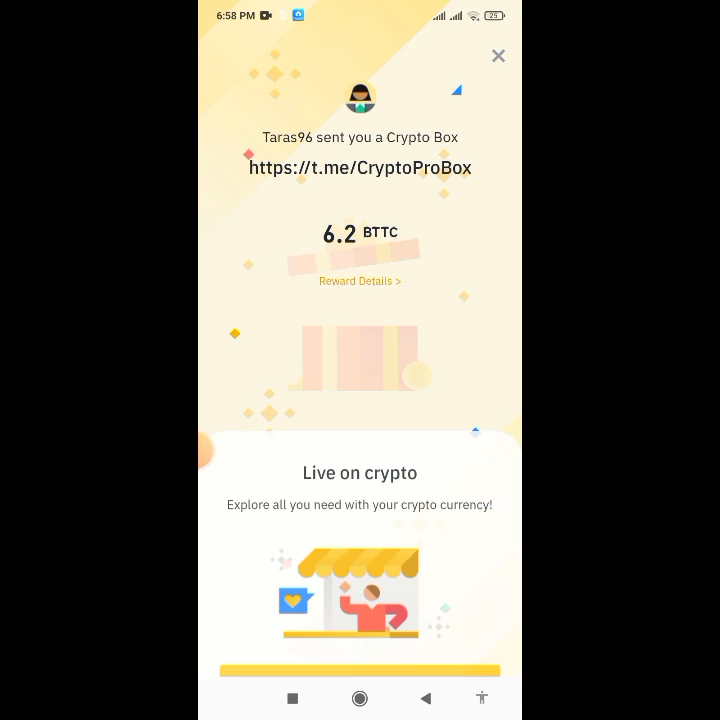 6:58 PM
25
Taras96 sent you a Crypto Box
https://t.me/CryptoProBox
6.2 BTTC
Reward Details >
Live on crypto
Explore all you need with your crypto currency!